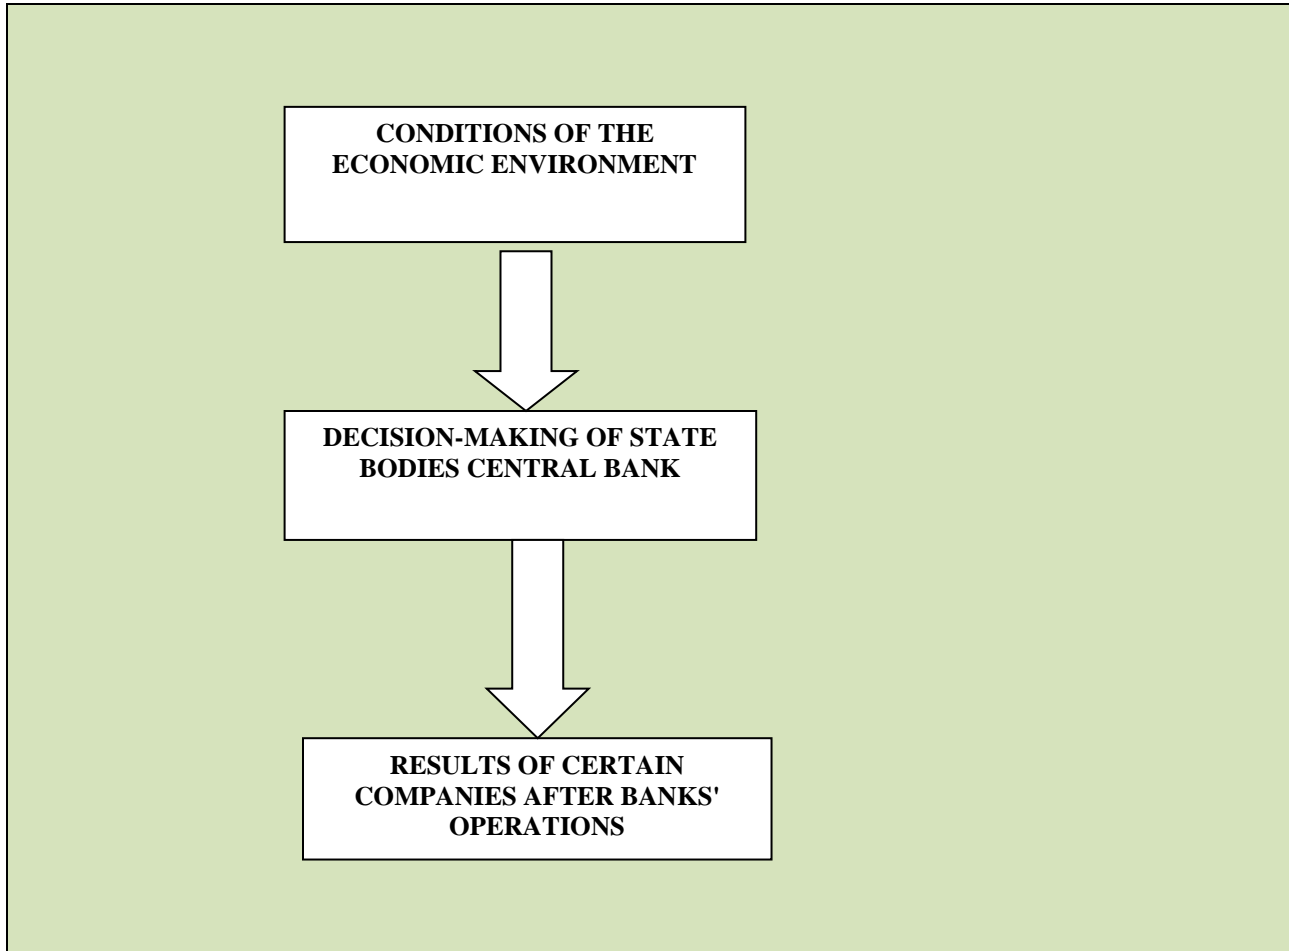 CONDITIONS OF THE
ECONOMIC ENVIRONMENT
DECISION-MAKING OF STATE
BODIES CENTRAL BANK
RESULTS OF CERTAIN
COMPANIES AFTER BANKS'
OPERATIONS